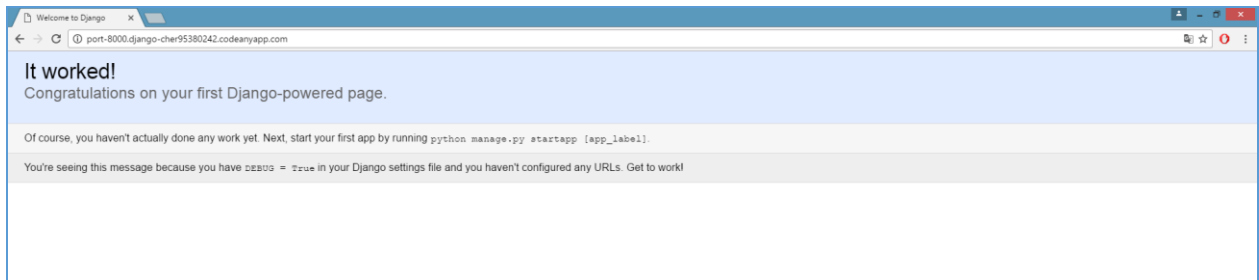 Welcome to Django
port-8000.django-cher95380242.codeanyapp.com
It worked!
Congratulations on your first Django-powered page.
Of course, you haven't actually done any work yet. Next, start your first app by running python manage.py startapp [app_label].
You're seeing this message because you have DEBUG = True in your Django settings file and you haven't configured any URLs. Get to work!